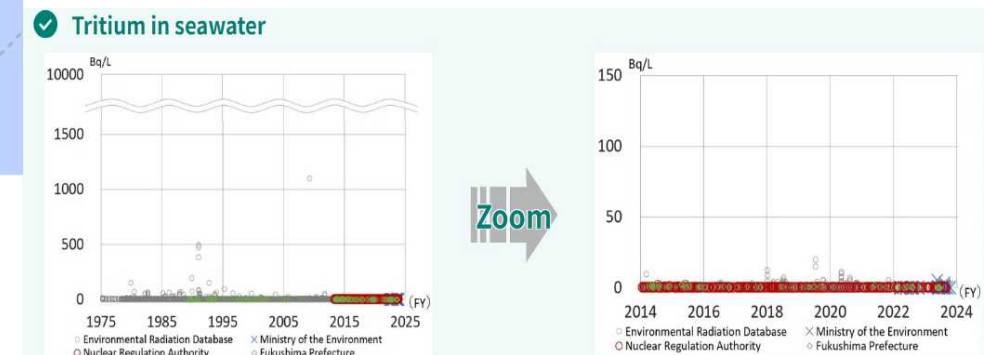 Tritium in seawater
Bq/L
10000
1500
1000
500
0
(FY)
1975 1985 1995 2005 2015 2025
Environmental Radiation Database Ministry of the Environment
Nuclear Regulation Authority Fukushima Prefecture
Zoom
Bq/L
150
100
50
0
(FY)
2014 2016 2018 2020 2022 2024
Environmental Radiation Database Ministry of the Environment
Nuclear Regulation Authority Fukushima Prefecture